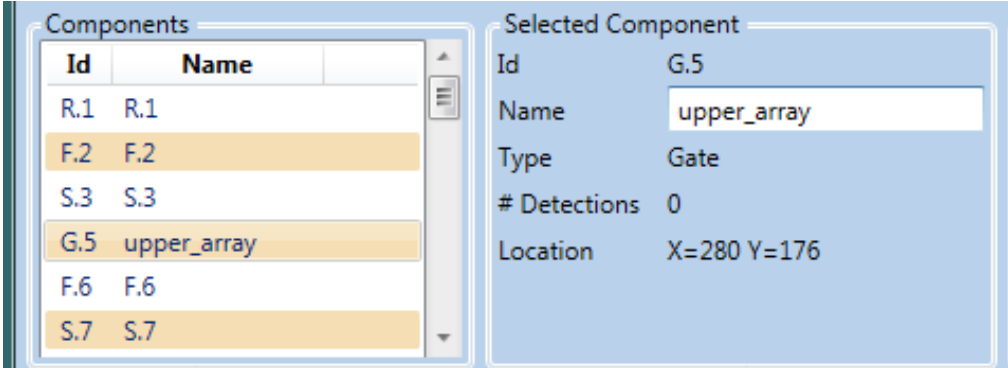 Components
Id Name
R.1 R.1
F.2 F.2
S.3 S.3
G.5 upper_array
F.6 F.6
S.7 S.7
Selected Component
Id G.5
Name upper_array
Type Gate
# Detections 0
Location X=280 Y=176